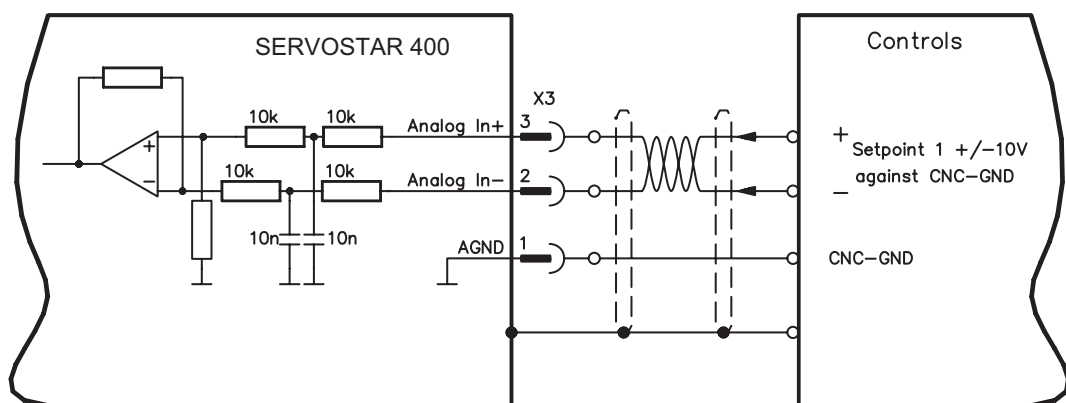 SERVOSTAR 400
Controls
X3
10k
10k
Analog In+
3
+
+
Setpoint 1 +/-10V
against CNC-GND
-
-
10k
10k
Analog In-
2
10n
10n
AGND
1
CNC-GND